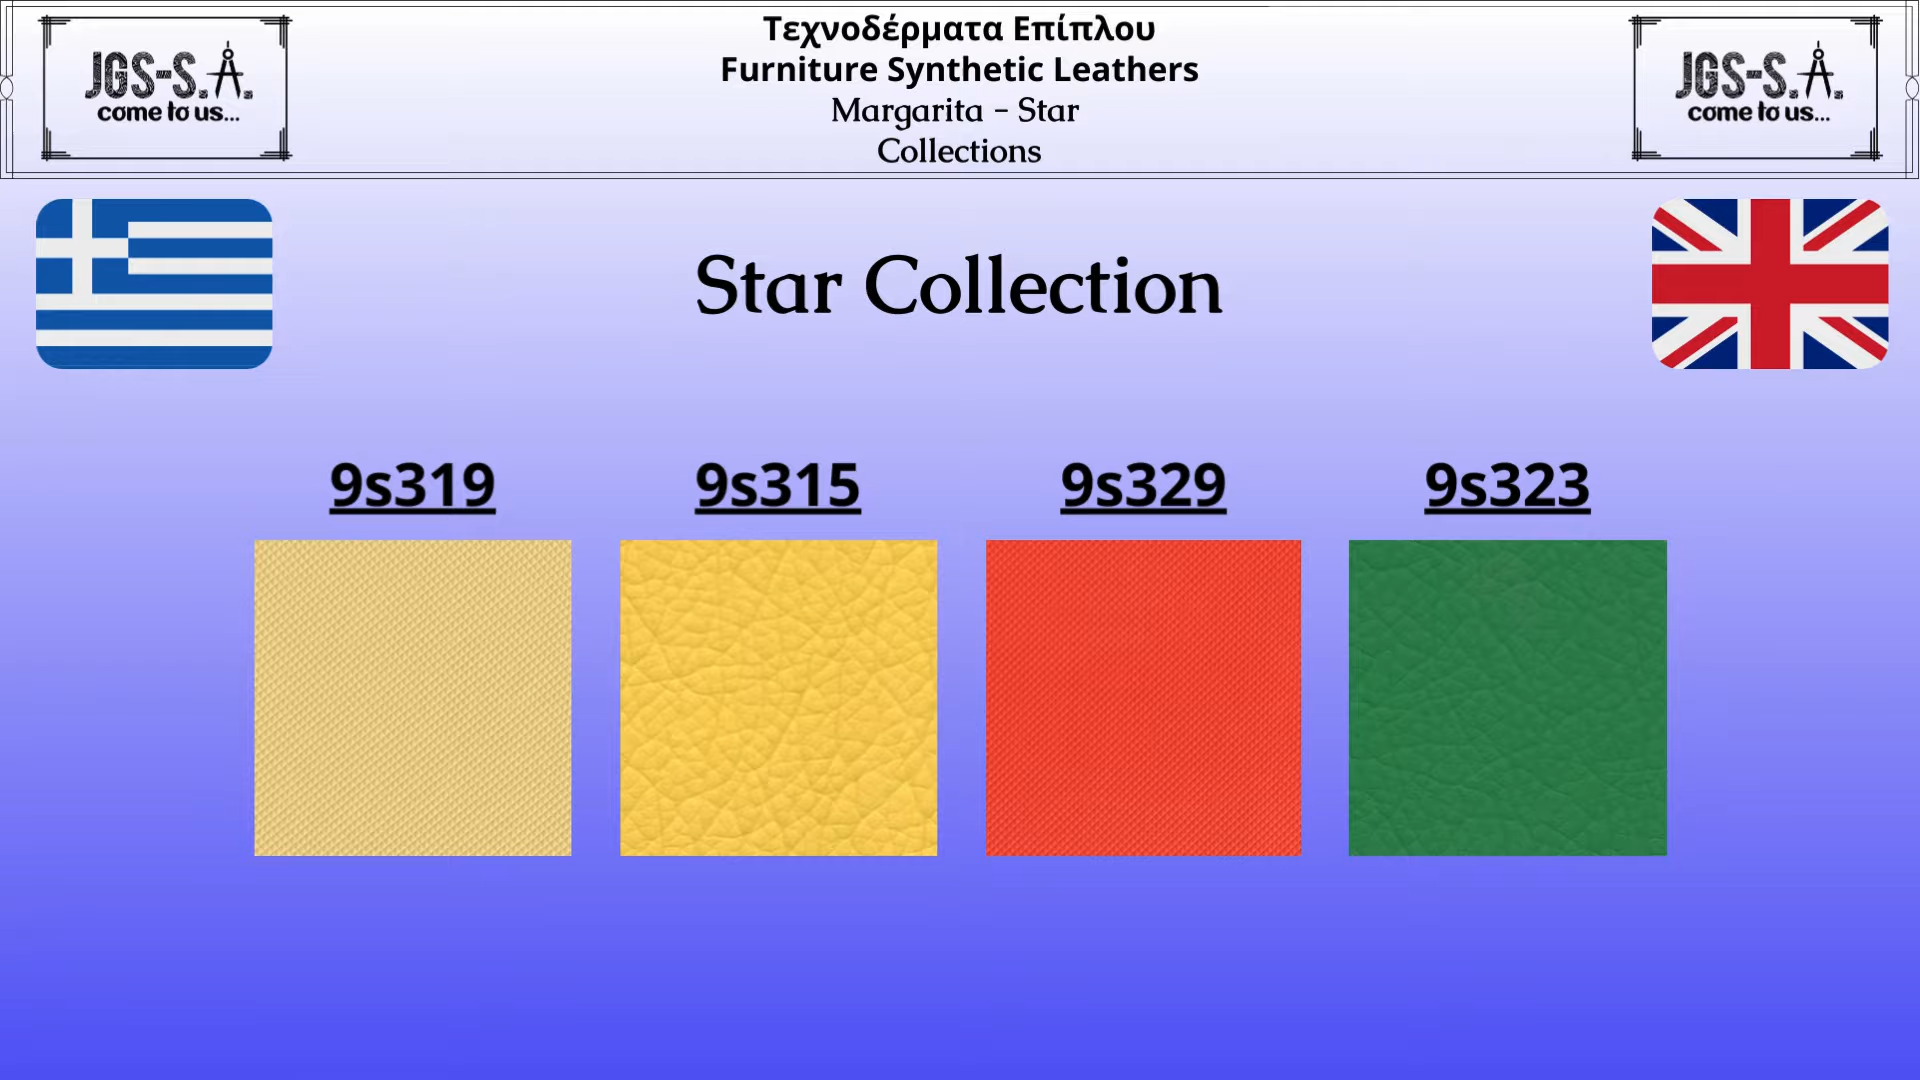 Τεχνοδέρματα Επίπλου
Furniture Synthetic Leathers
Margarita - Star
Collections
JGS-S.A.
come to us...
JGS-S.A.
come to us...
Star Collection
9s319
9s315
9s329
9s323